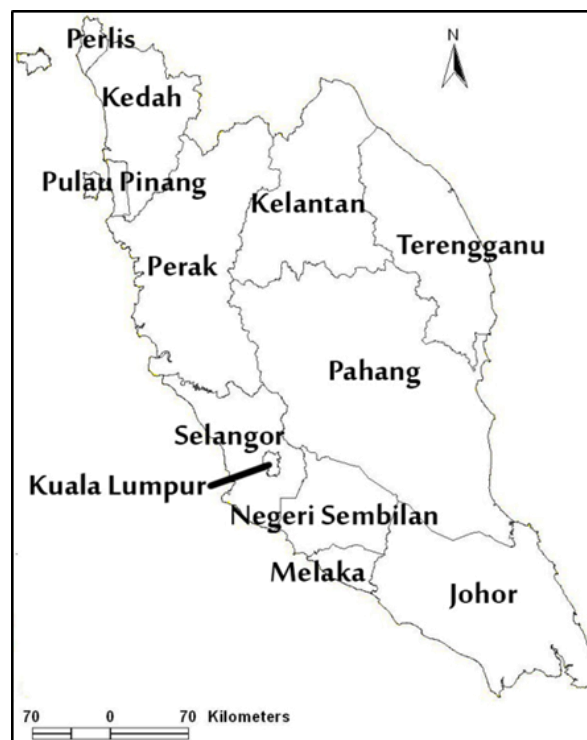 Perlis
N
Kedah
Pulau Pinang
Kelantan
Terengganu
Perak
Pahang
Selangor
Kuala Lumpur
Negeri Sembilan
Melaka
Johor
70 0 70 Kilometers